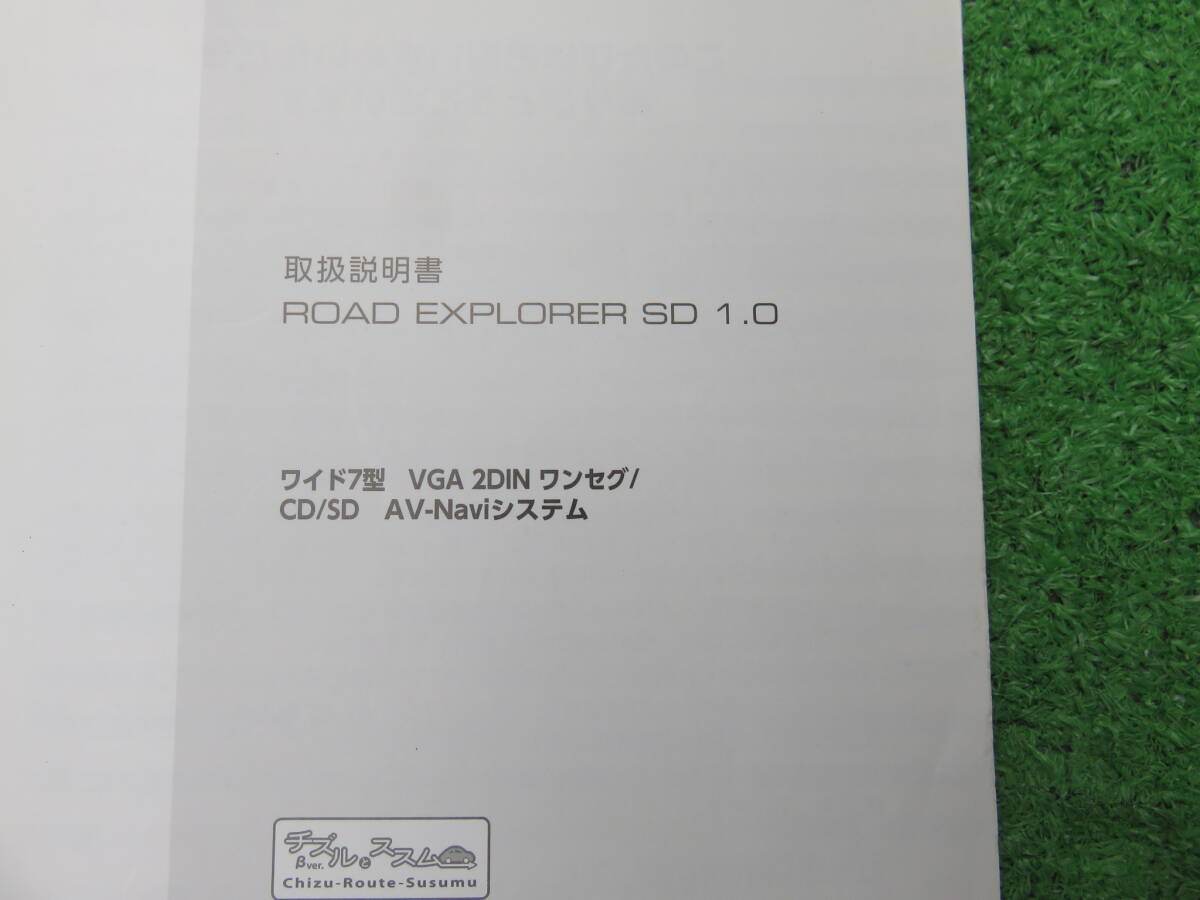 取扱説明書
ROAD EXPLORER SD 1.0
ワイド7型 VGA 2DIN ワンセグ/
CD/SD AV-Naviシステム
チズルとススム
βver.
Chizu-Route-Susumu